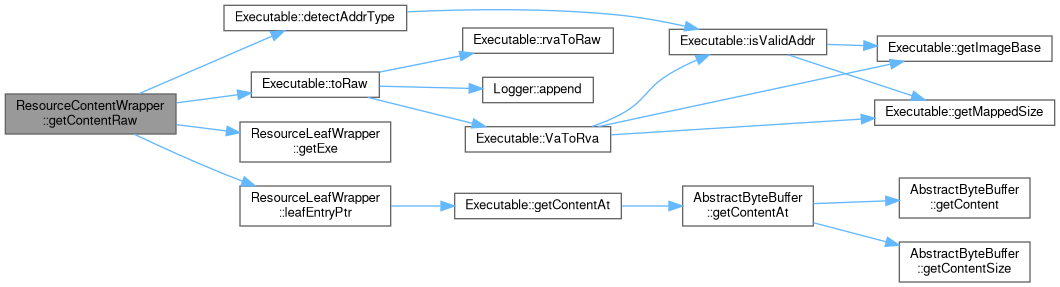 ResourceContentWrapper
::getContentRaw
Executable::detectAddrType
Executable::toRaw
ResourceLeafWrapper
::getExe
ResourceLeafWrapper
::leafEntryPtr
Executable::rvaToRaw
Logger::append
Executable::VaToRva
Executable::getContentAt
Executable::isValidAddr
AbstractByteBuffer
::getContentAt
Executable::getImageBase
Executable::getMappedSize
AbstractByteBuffer
::getContent
AbstractByteBuffer
::getContentSize